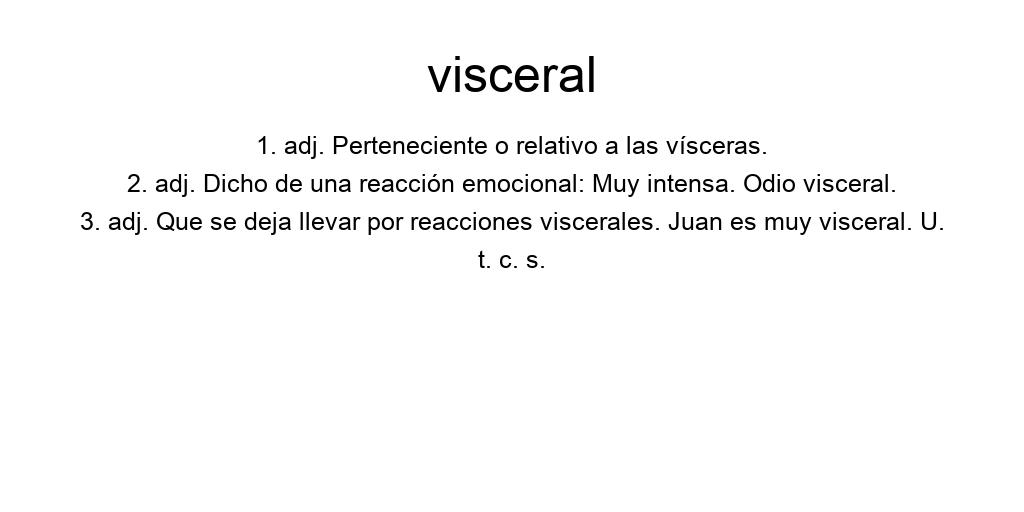 visceral
1. adj. Perteneciente o relativo a las vísceras.
2. adj. Dicho de una reacción emocional: Muy intensa. Odio visceral.
3. adj. Que se deja llevar por reacciones viscerales. Juan es muy visceral. U.
t. c. s.